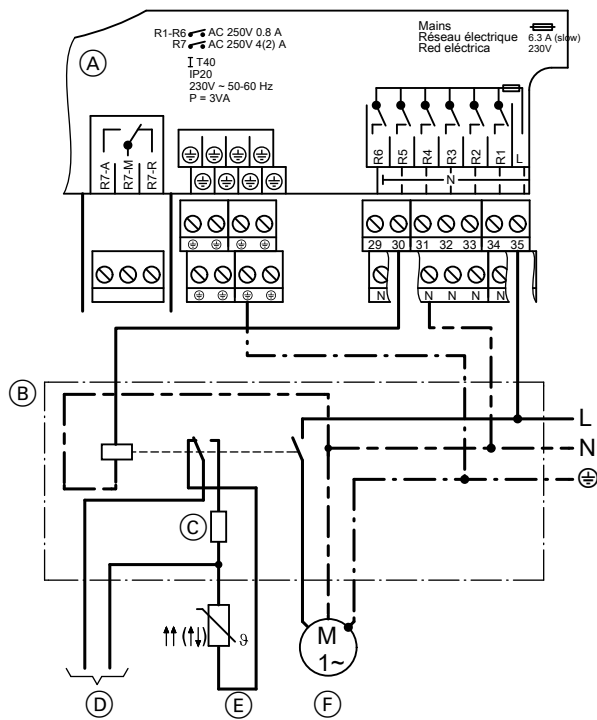 R1-R6 AC 250V 0.8 A
R7 AC 250V 4(2) A
T40
IP20
230V ~ 50-60 Hz
P = 3VA
Mains
Réseau électrique 6.3 A (slow)
Red eléctrica 230V
A
R7-A R7-M R7-R
R6 R5 R4 R3 R2 R1 L
N
29 30 31 32 33 34 35
N N N N N
B
L
N
C
ϑ
M
1~
D
E
F